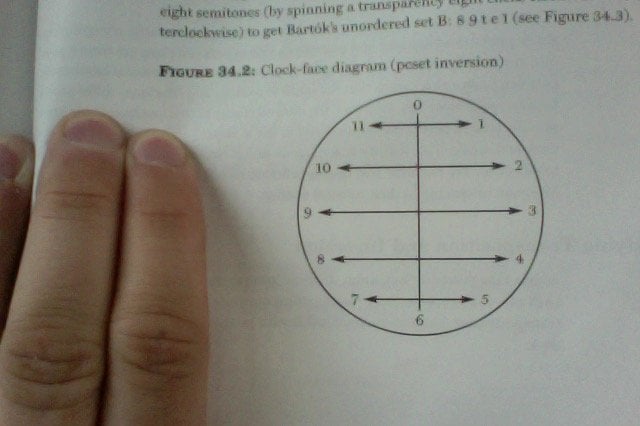 eight semitones (by spinning a transparency eight
terclockwise) to get Bartók's unordered set B: 8 9 t e 1 (see Figure 34.3).
FIGURE 34.2: Clock-face diagram (pcset inversion)
0
11 1
10 2
9 3
8 4
7 5
6